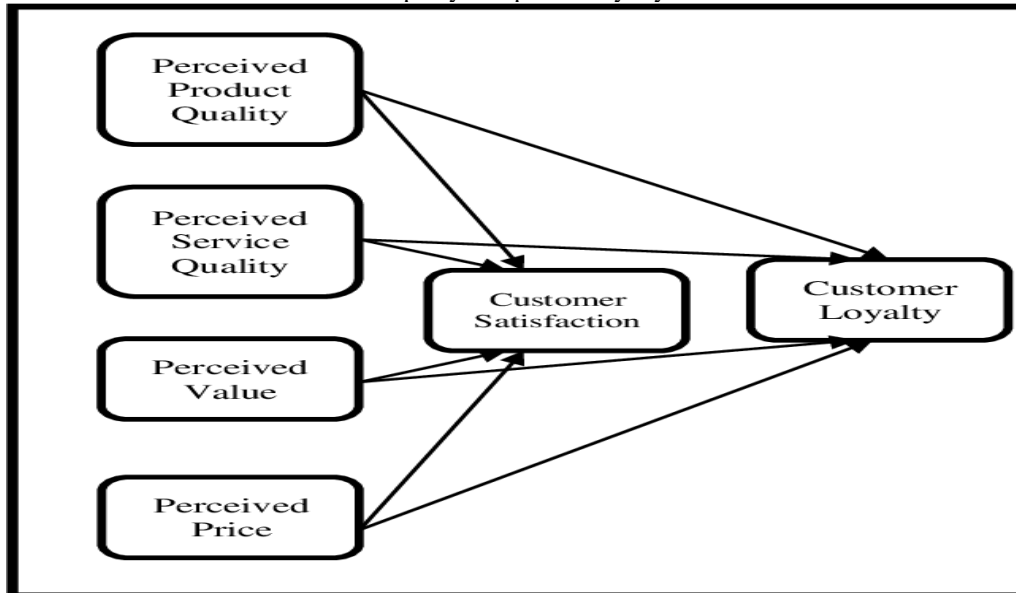 Perceived
Product
Quality
Perceived
Service
Quality
Customer
Satisfaction
Customer
Loyalty
Perceived
Value
Perceived
Price